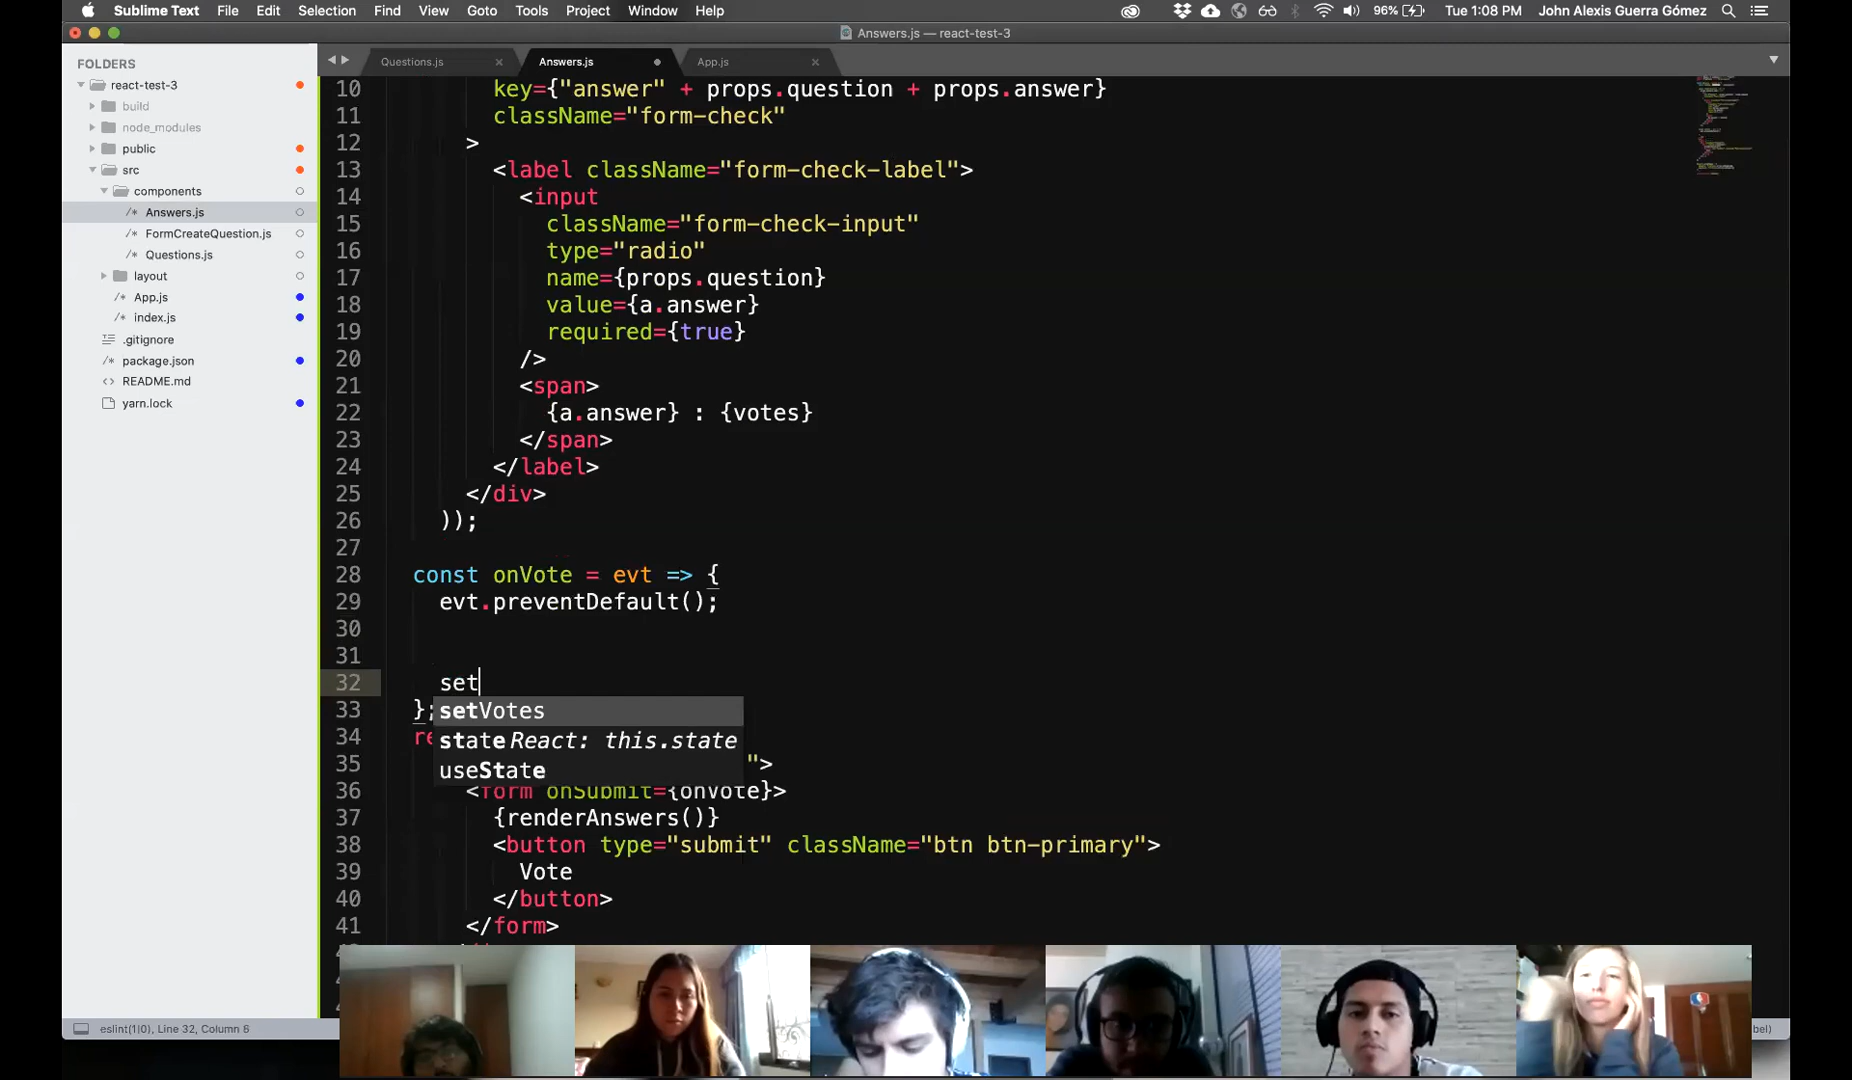 Sublime Text File Edit Selection Find View Goto Tools Project Window Help 96% Tue 1:08 PM John Alexis Guerra Gómez
Answers.js — react-test-3
FOLDERS
react-test-3
build
node_modules
public
src
components
/* Answers.js
/* FormCreateQuestion.js
/* Questions.js
layout
/* App.js
/* index.js
.gitignore
/* package.json
<> README.md
yarn.lock
Questions.js × Answers.js App.js ×
10 key={"answer" + props.question + props.answer}
11 className="form-check"
12 >
13 <label className="form-check-label">
14 <input
15 className="form-check-input"
16 type="radio"
17 name={props.question}
18 value={a.answer}
19 required={true}
20 />
21 <span>
22 {a.answer} : {votes}
23 </span>
24 </label>
25 </div>
26 ));
27
28 const onVote = evt => {
29 evt.preventDefault();
30
31
32 set
33 };
setVotes
34 re
state React: this.state
35 ">
useState
36 <form onSubmit={onVote}>
37 {renderAnswers()}
38 <button type="submit" className="btn btn-primary">
39 Vote
40 </button>
41 </form>
eslint(1|0), Line 32, Column 6